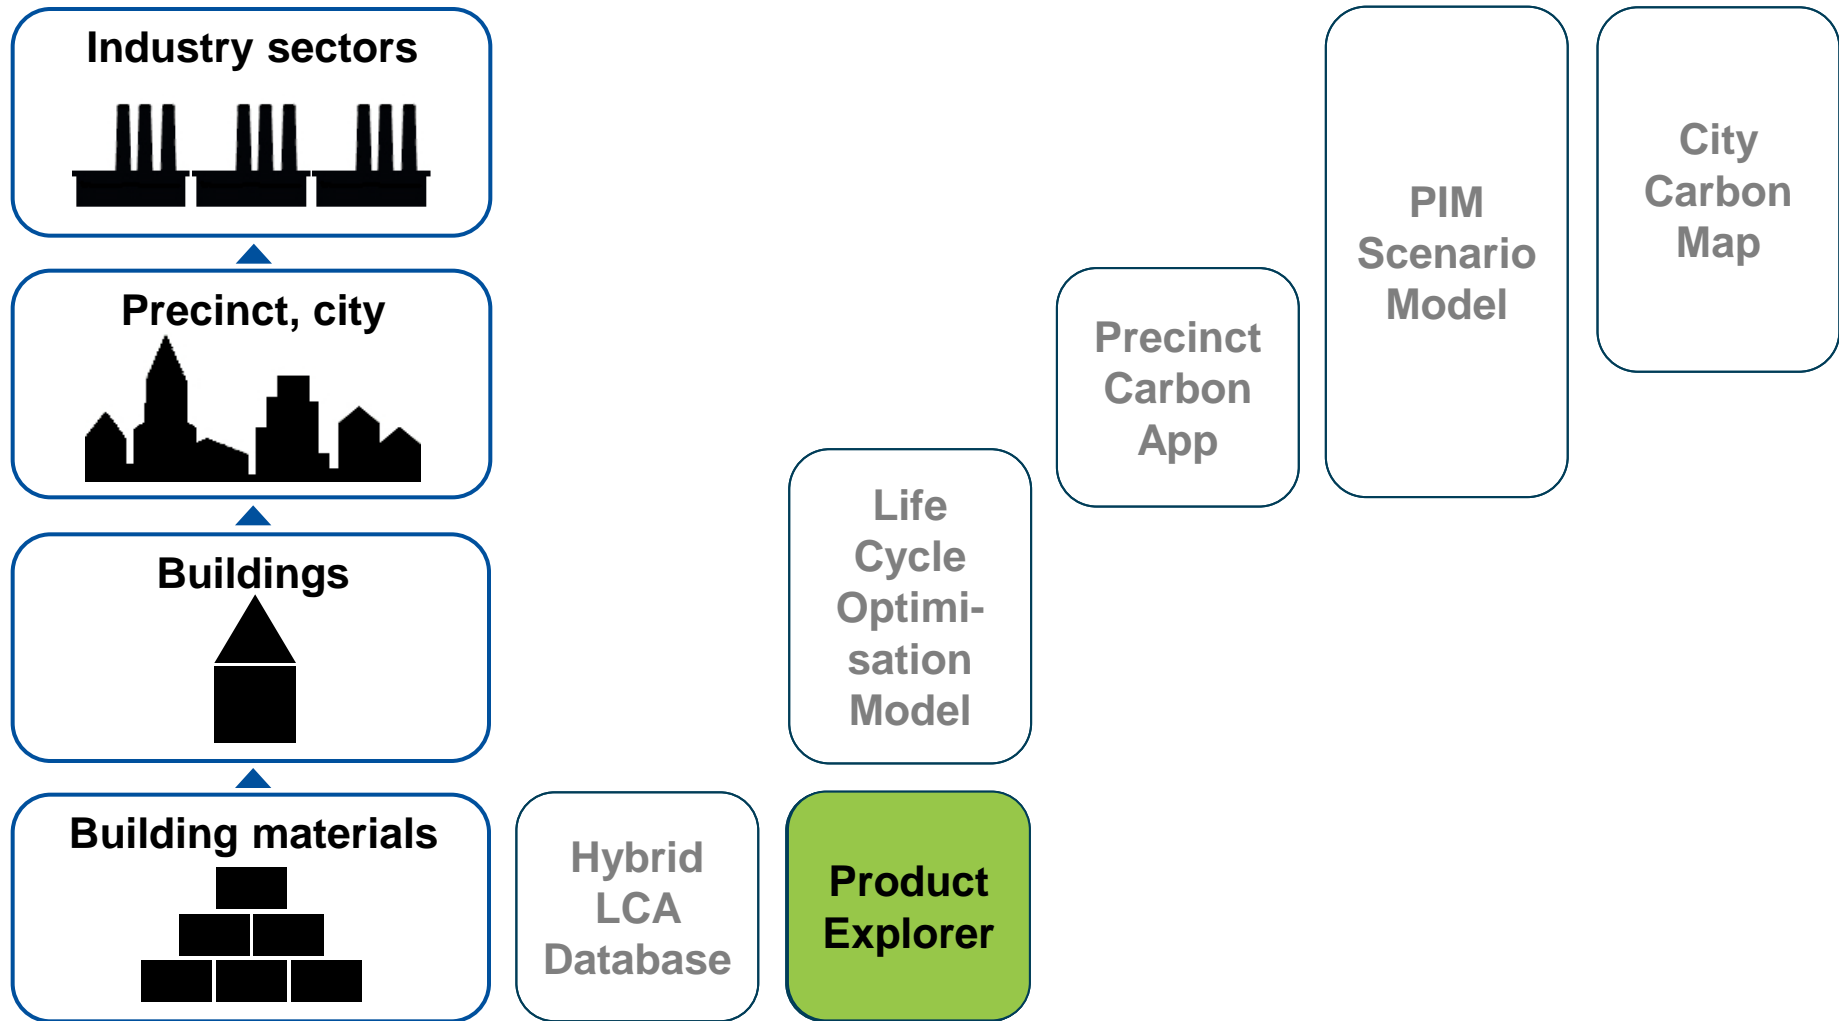 Industry sectors
Precinct, city
Buildings
Building materials
Hybrid
LCA
Database
Product
Explorer
Life
Cycle
Optimi-
sation
Model
Precinct
Carbon
App
PIM
Scenario
Model
City
Carbon
Map